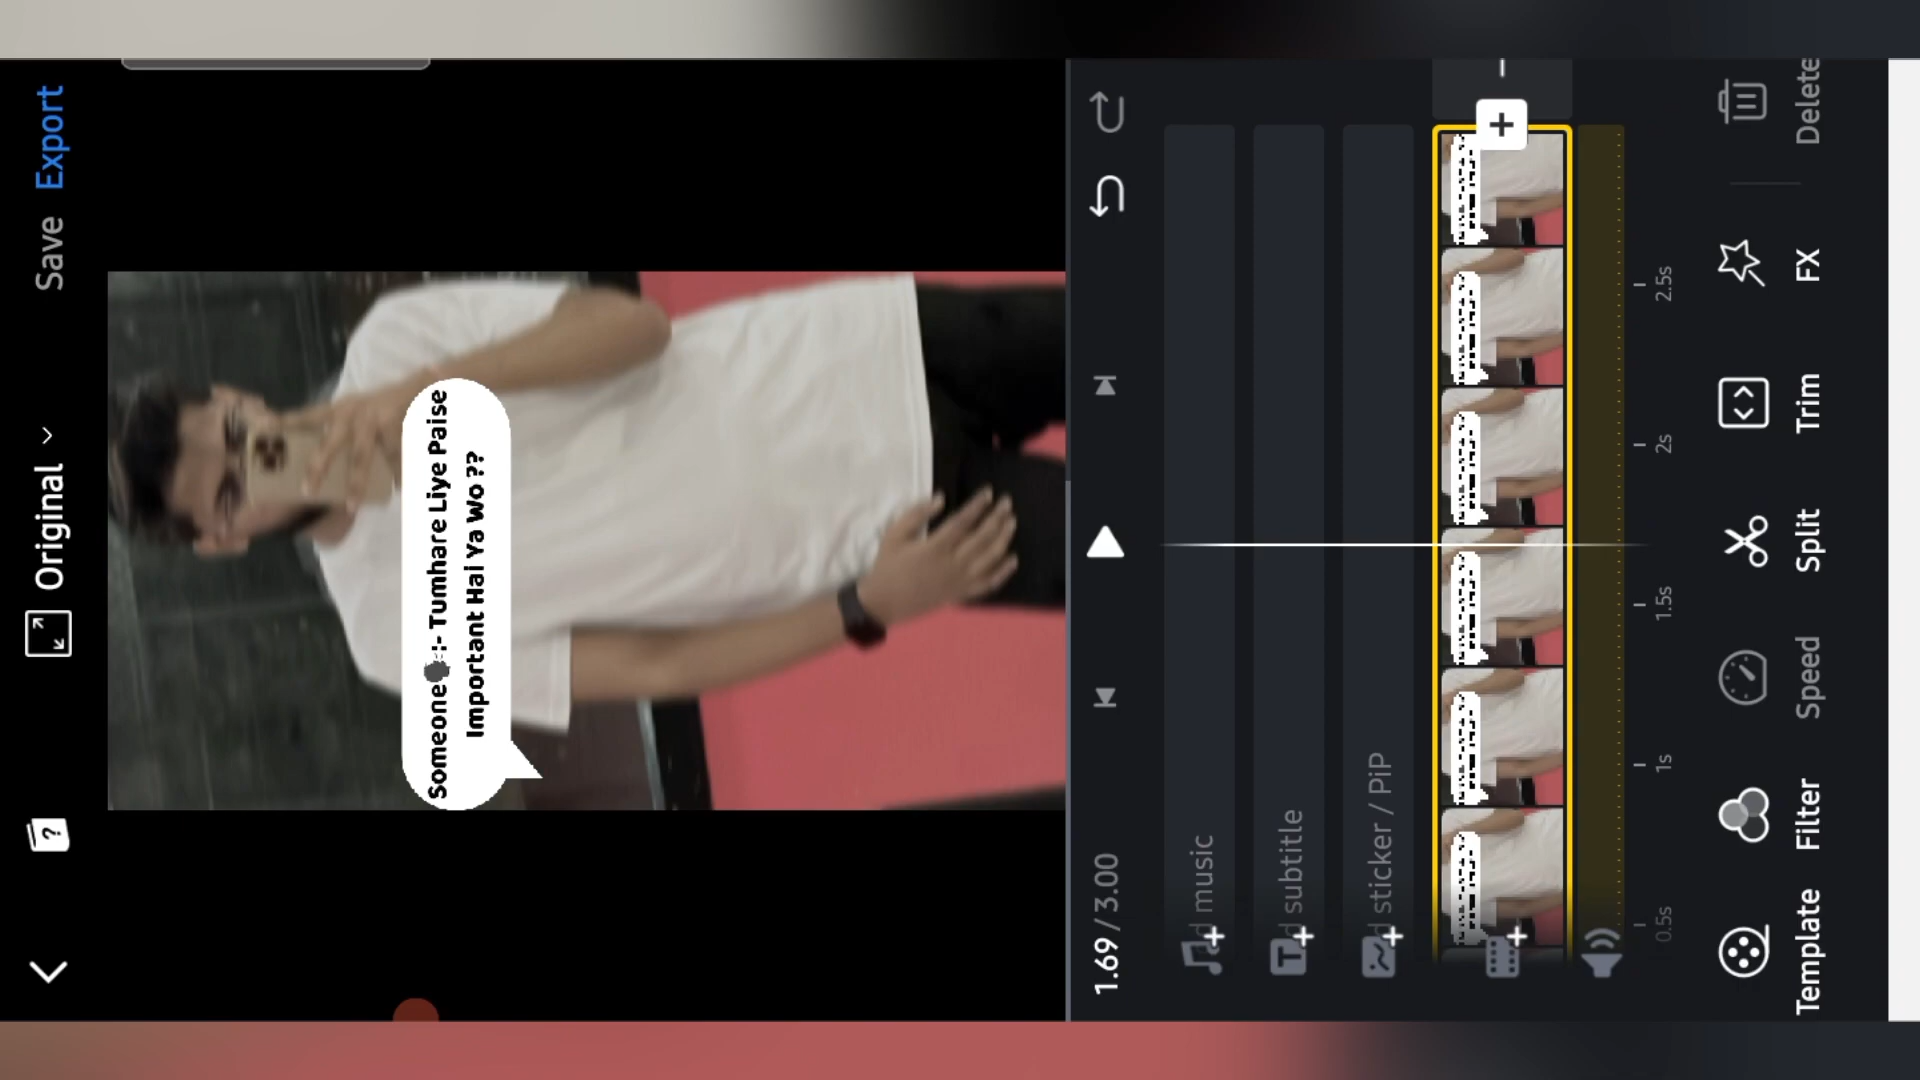 Export
Save
Original
?
Someone :- Tumhare Liye Paise
Important Hai Ya Wo ??
1.69 / 3.00
d music
d subtitle
d sticker / PiP
0.5s
1s
1.5s
2s
2.5s
Template
Filter
Speed
Split
Trim
FX
Delete